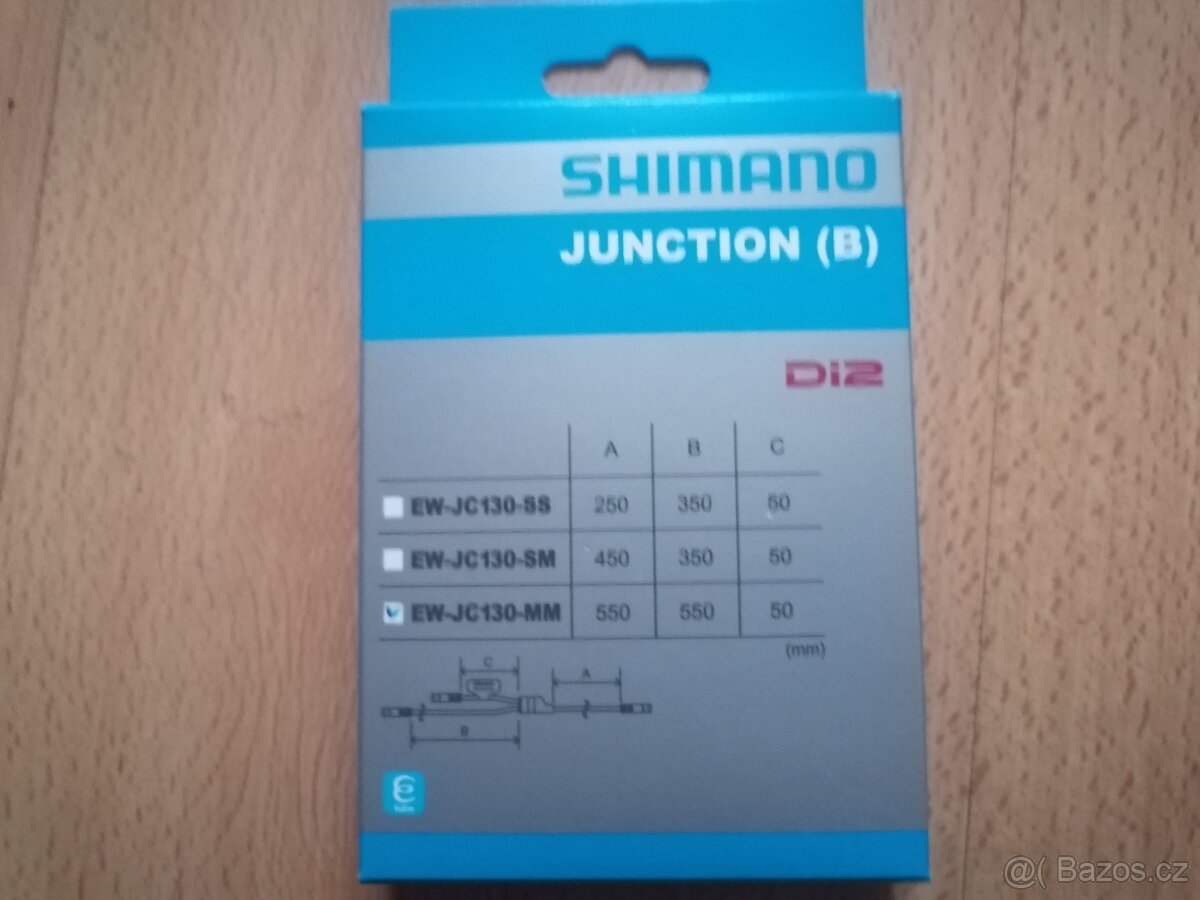 SHIMANO
JUNCTION (B)
Di2
A B C
EW-JC130-SS 250 350 50
EW-JC130-SM 450 350 50
EW-JC130-MM 550 550 50
(mm)
C
A
B
@( Bazos.cz